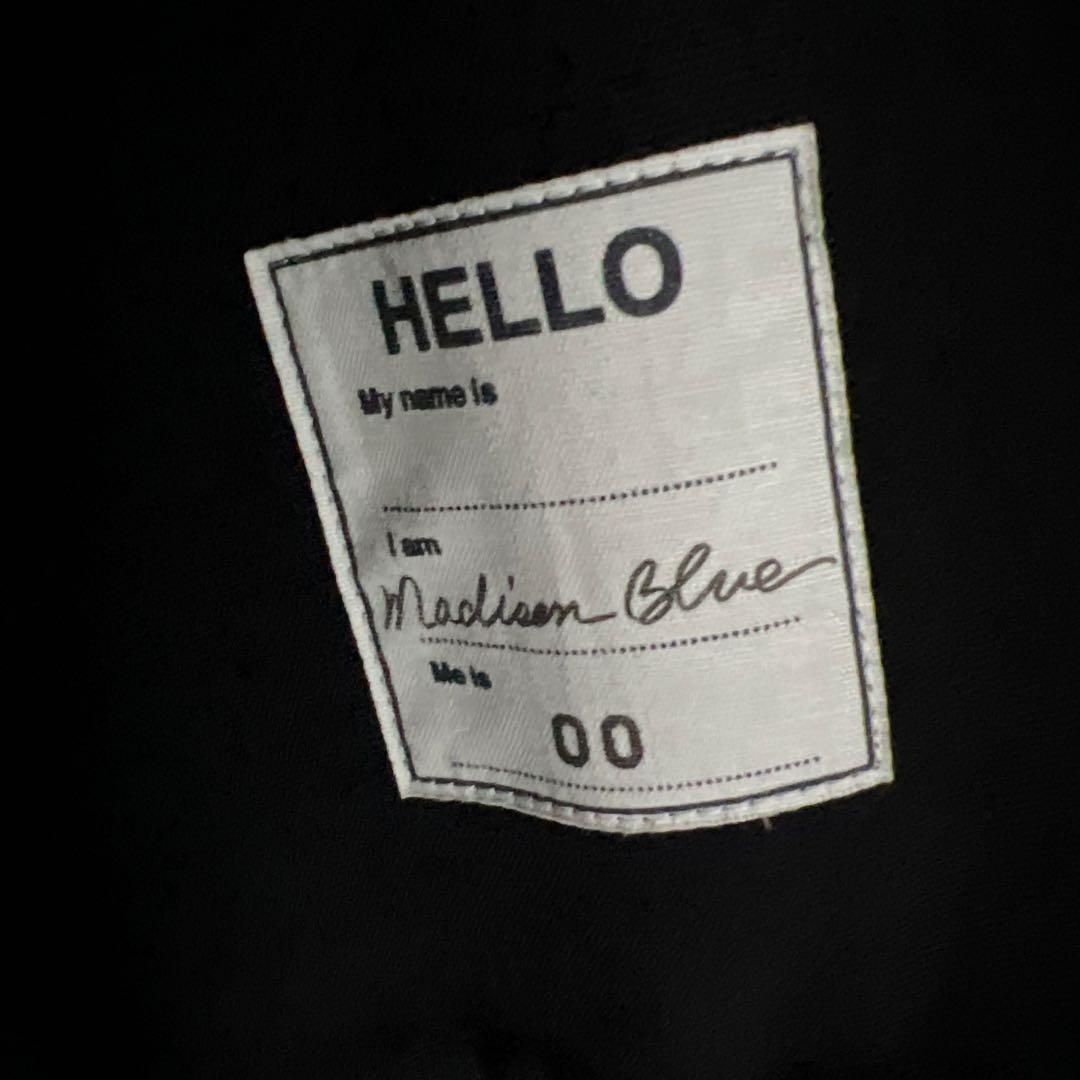 HELLO
My name is
I am
Madison Blue
Me is
00